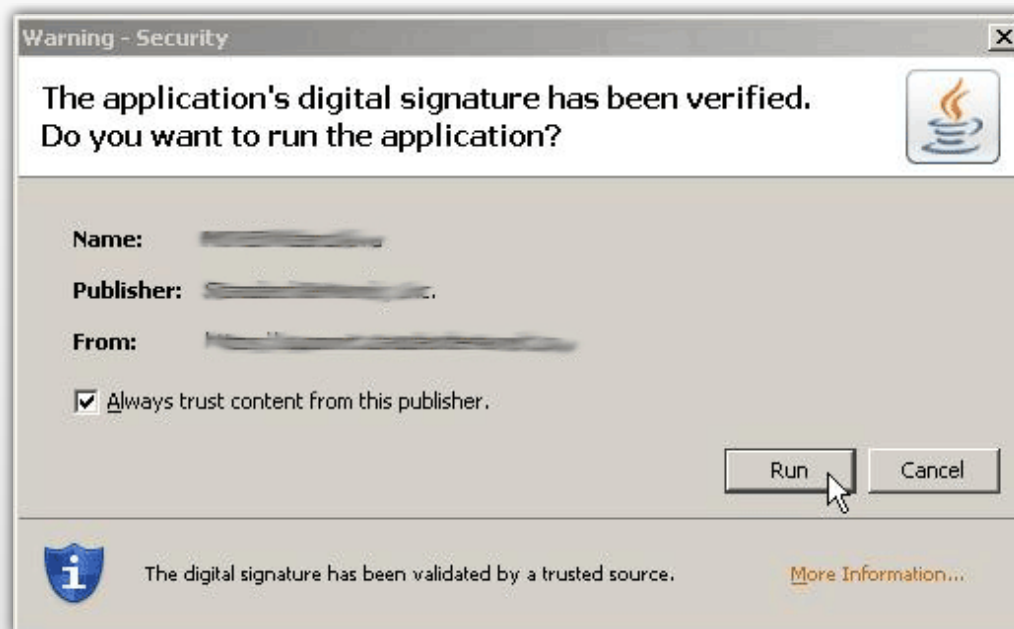 Warning - Security
The application's digital signature has been verified.
Do you want to run the application?
Name:
Publisher:
From:
Always trust content from this publisher.
Run Cancel
The digital signature has been validated by a trusted source. More Information...